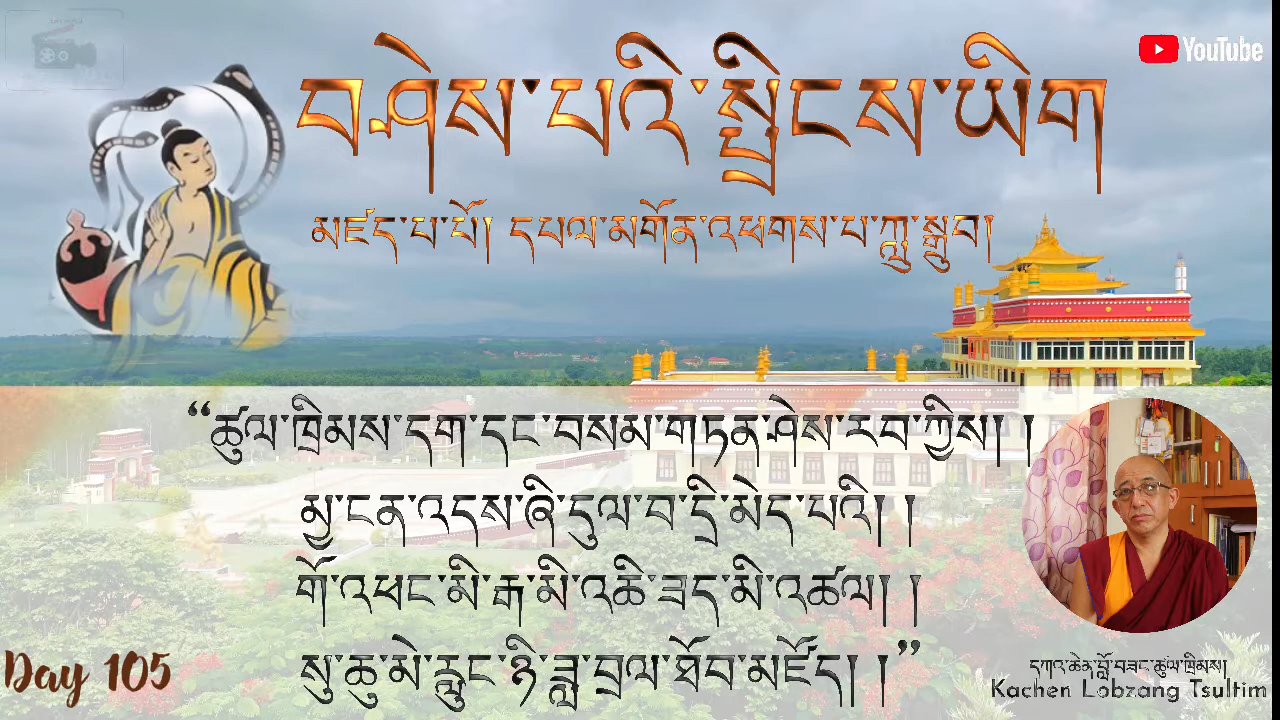 YouTube
བཤེས་པའི་སྤྲིངས་ཡིག
མཛད་པ་པོ། དཔལ་མགོན་འཕགས་པ་ཀླུ་སྒྲུབ།
“ཚུལ་ཁྲིམས་དག་དང་བསམ་གཏན་ཤེས་རབ་ཀྱིས། །
མྱ་ངན་འདས་ཞི་དུལ་བ་དྲི་མེད་པའི། །
གོ་འཕང་མི་རྒ་མི་འཆི་ཟད་མི་འཚལ། །
ས་ཆུ་མེ་རླུང་ཉི་ཟླ་བྲལ་ཐོབ་མཛོད། །”
Day 105
དཀའ་ཆེན་བློ་བཟང་ཚུལ་ཁྲིམས།
Kachen Lobzang Tsultim